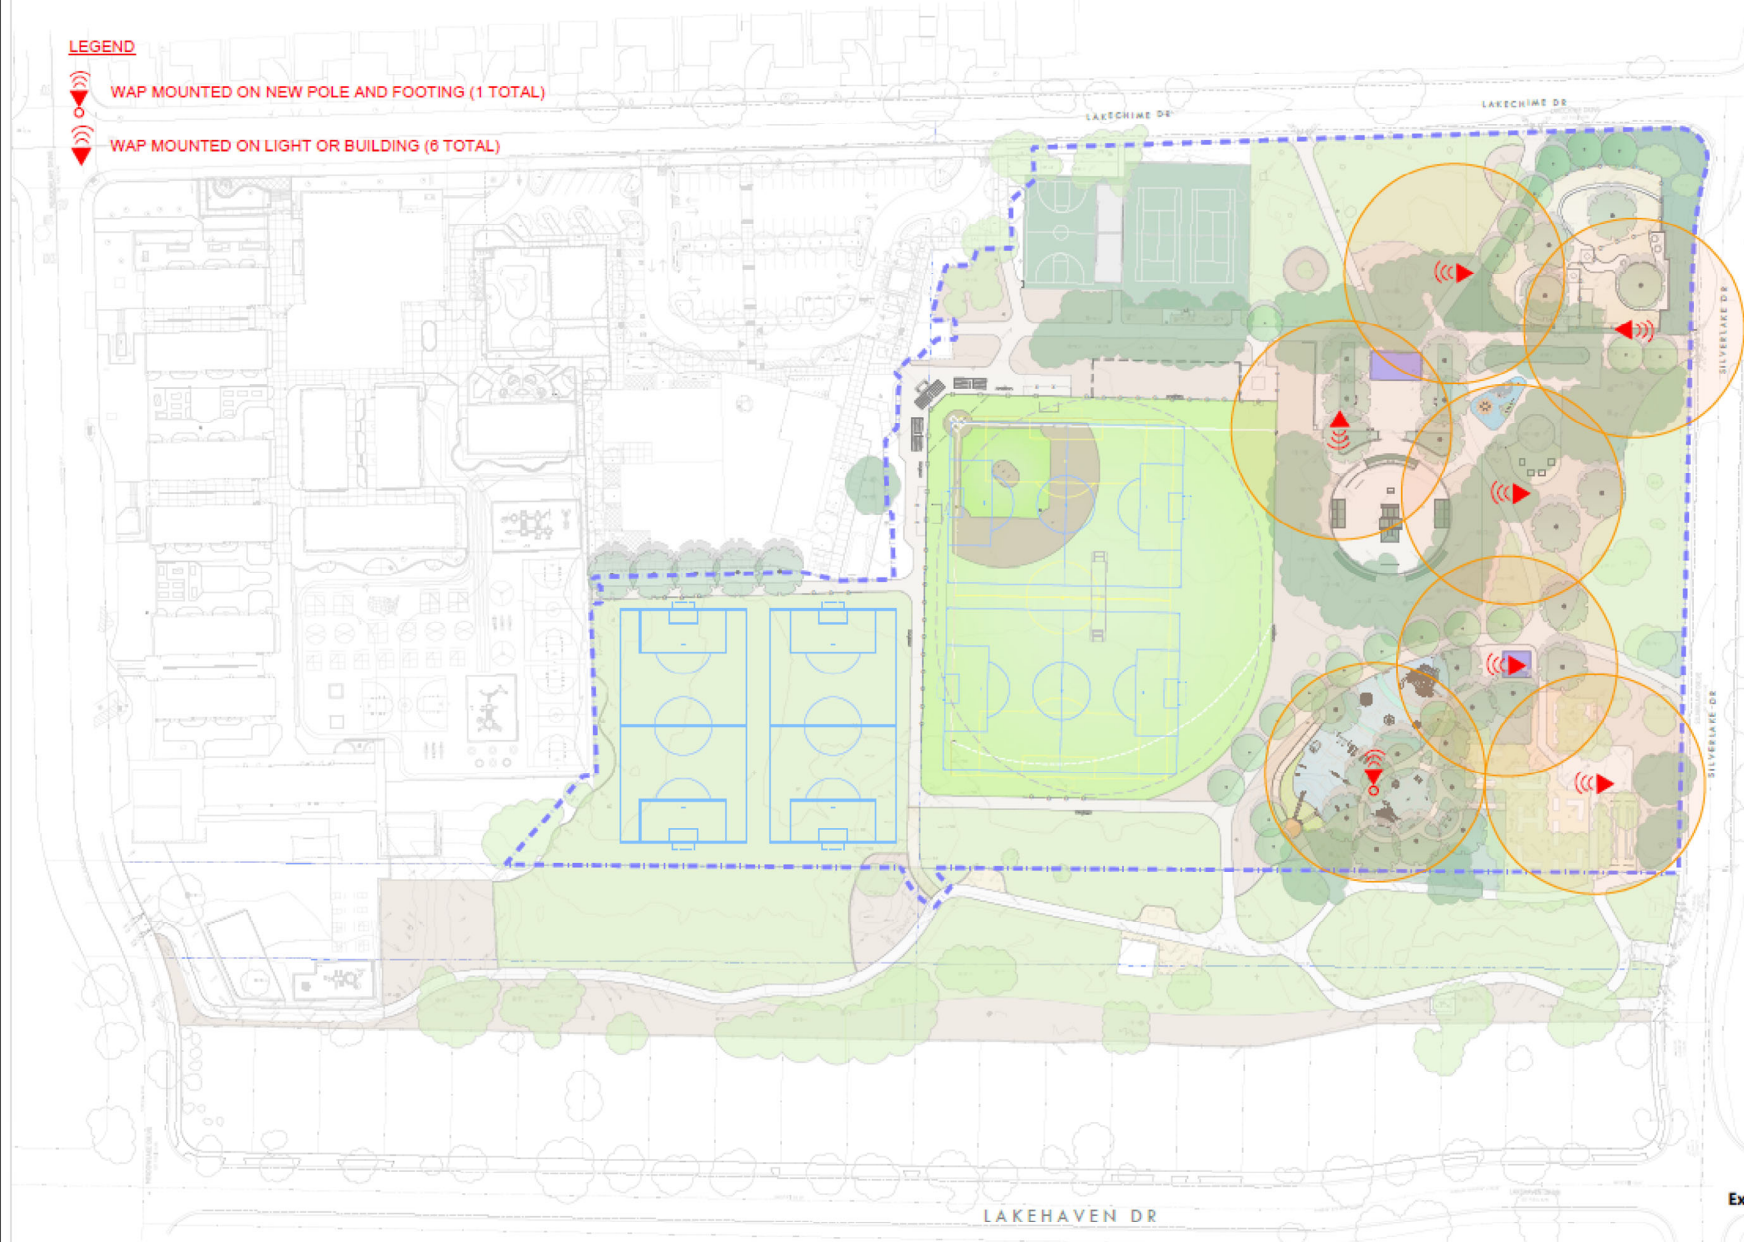 LEGEND
WAP MOUNTED ON NEW POLE AND FOOTING (1 TOTAL)
WAP MOUNTED ON LIGHT OR BUILDING (6 TOTAL)
LAKECHIME DR
LAKECHIME DR
SILVERLAKE DR
SILVERLAKE DR
LAKEHAVEN DR
Ex